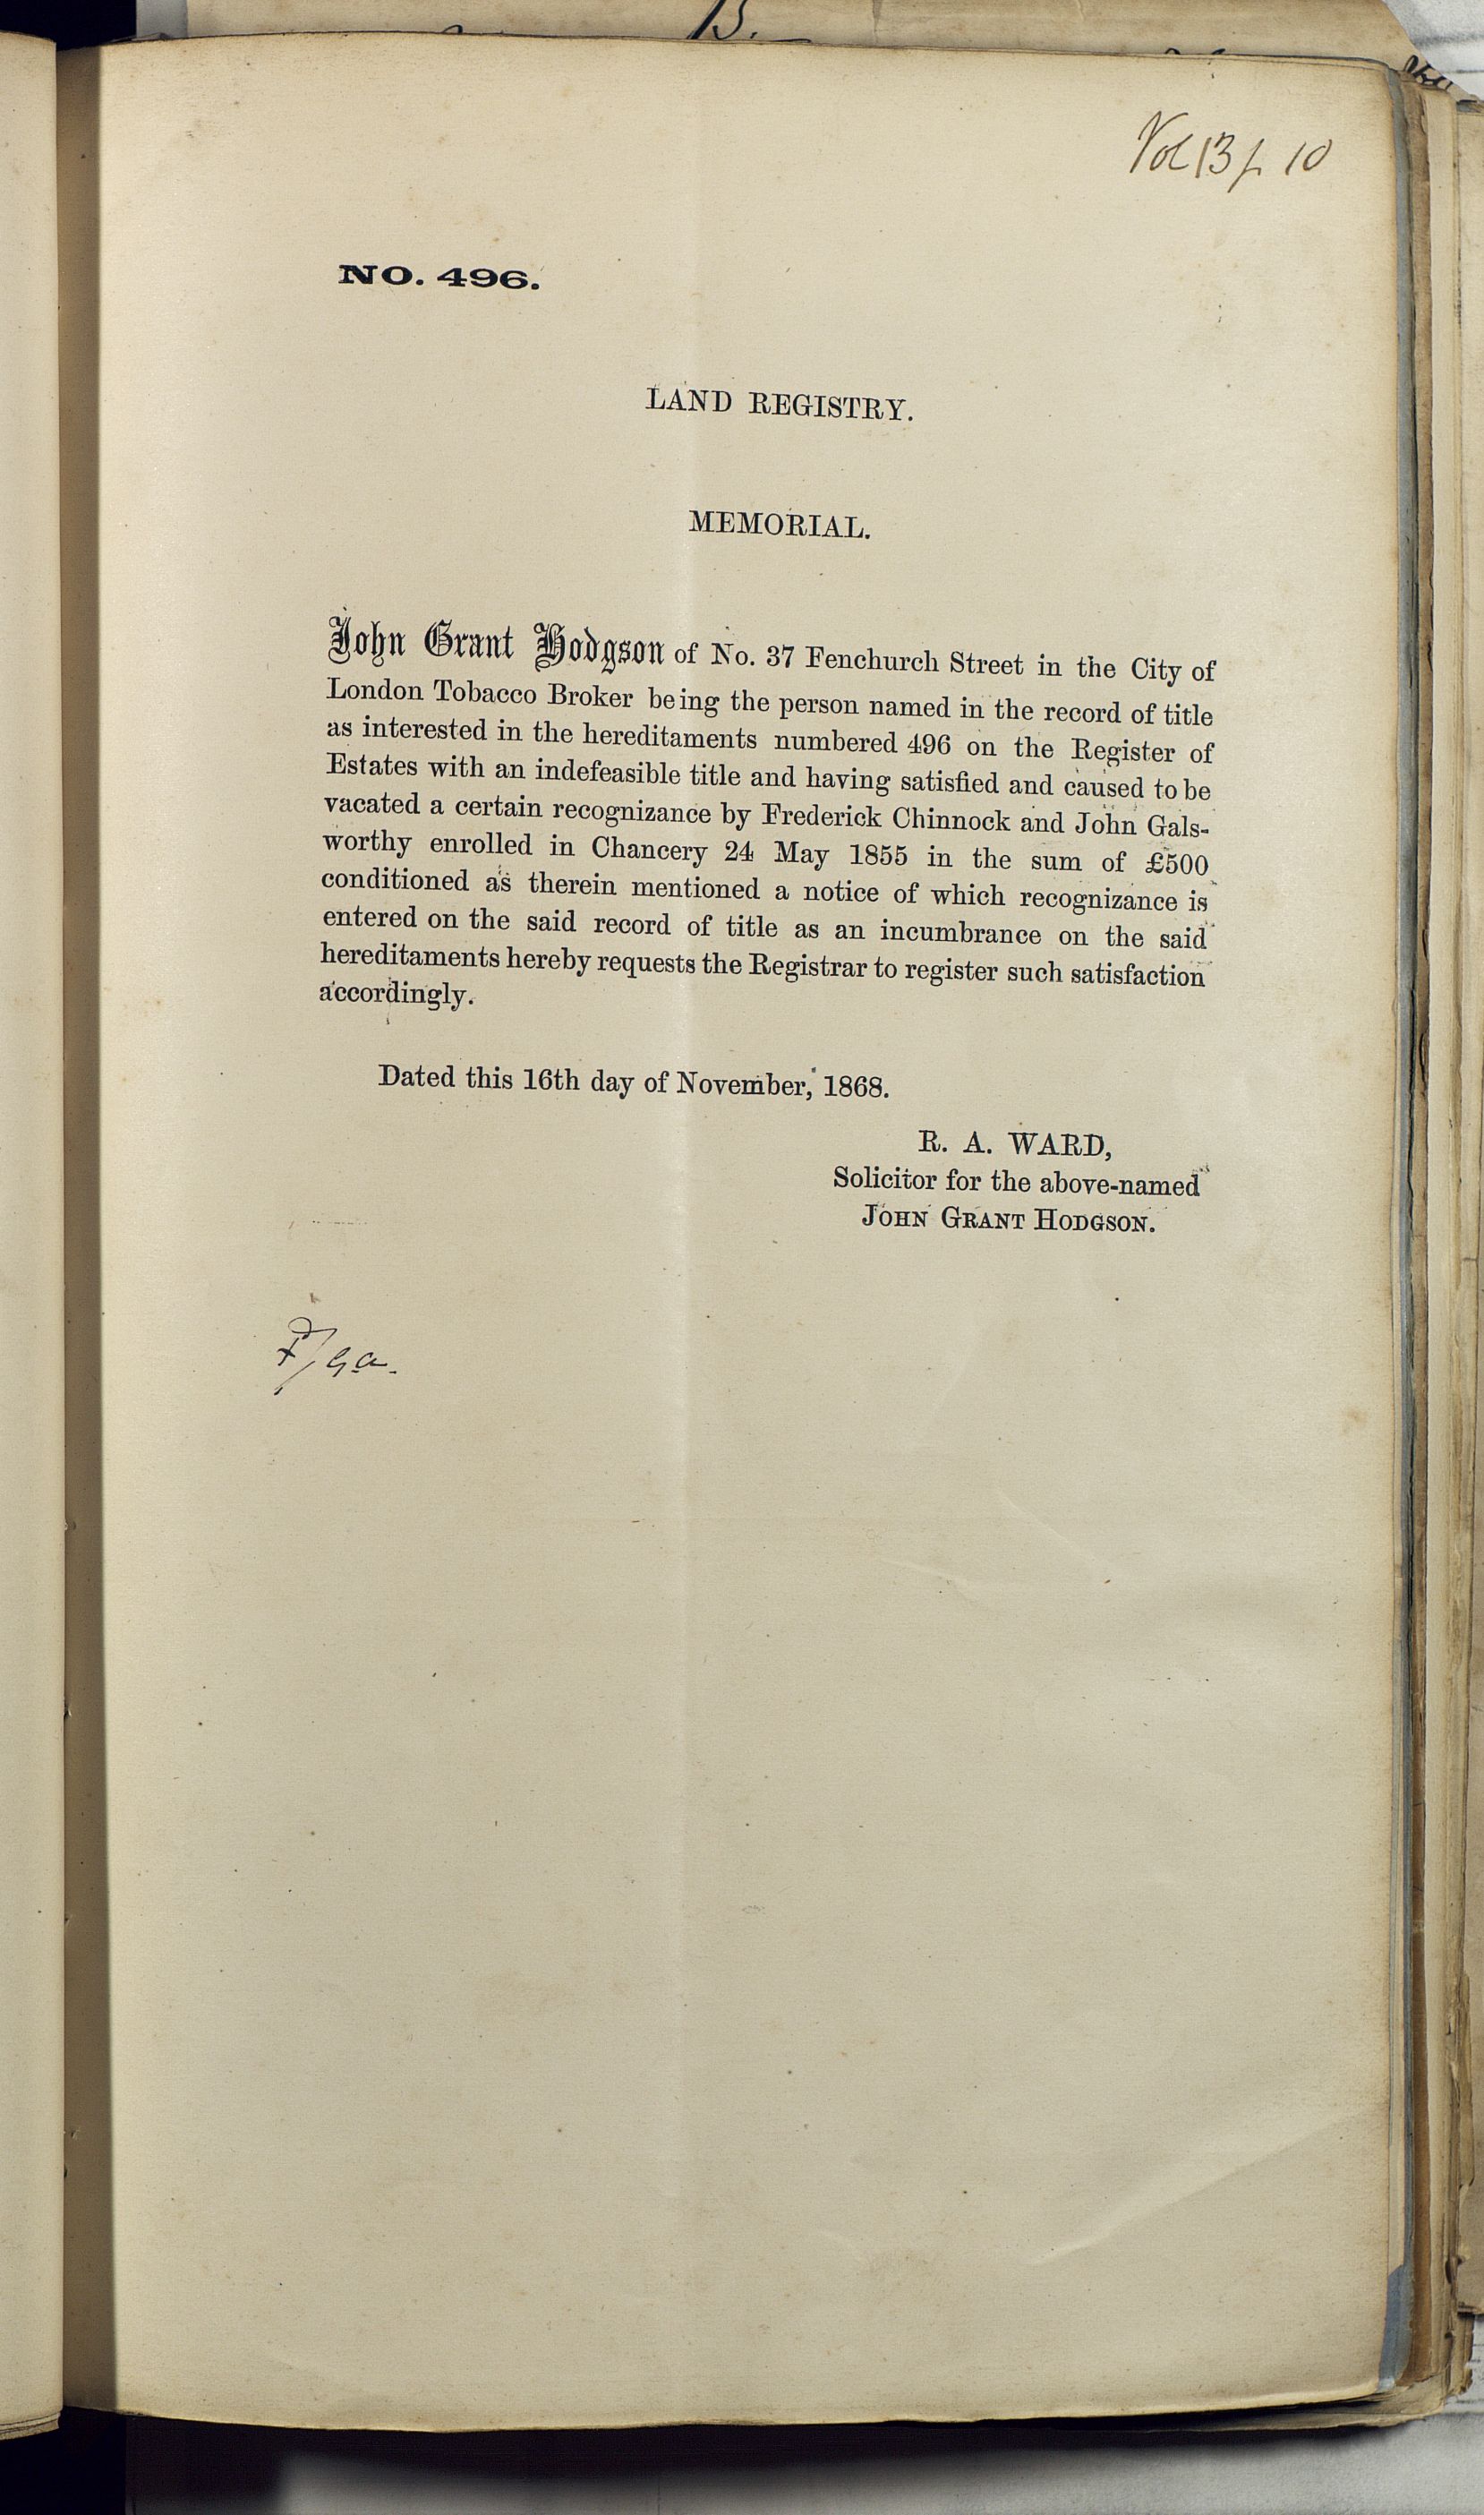 Vol 13 p. 10
NO. 496.
LAND REGISTRY.
MEMORIAL.
John Grant Hodgson of No. 37 Fenchurch Street in the City of
London Tobacco Broker being the person named in the record of title
as interested in the hereditaments numbered 496 on the Register of
Estates with an indefeasible title and having satisfied and caused to be
vacated a certain recognizance by Frederick Chinnock and John Gals-
worthy enrolled in Chancery 24 May 1855 in the sum of £500
conditioned as therein mentioned a notice of which recognizance is
entered on the said record of title as an incumbrance on the said
hereditaments hereby requests the Registrar to register such satisfaction
accordingly.
Dated this 16th day of November, 1868.
R. A. WARD,
Solicitor for the above-named
JOHN GRANT HODGSON.